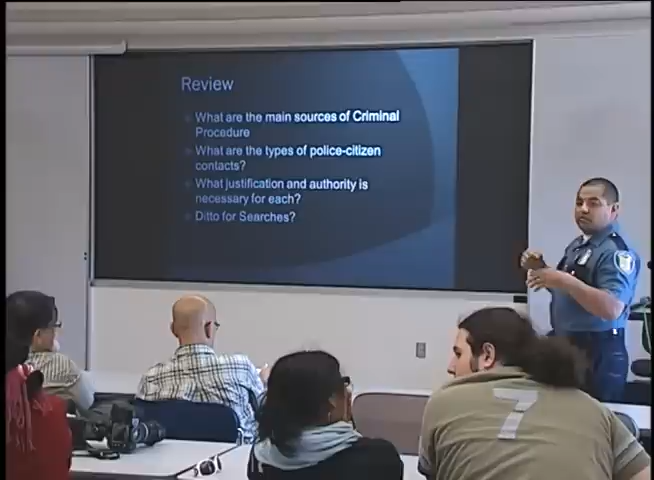 Review
What are the main sources of Criminal
Procedure
What are the types of police-citizen
contacts?
What justification and authority is
necessary for each?
Ditto for Searches?
7